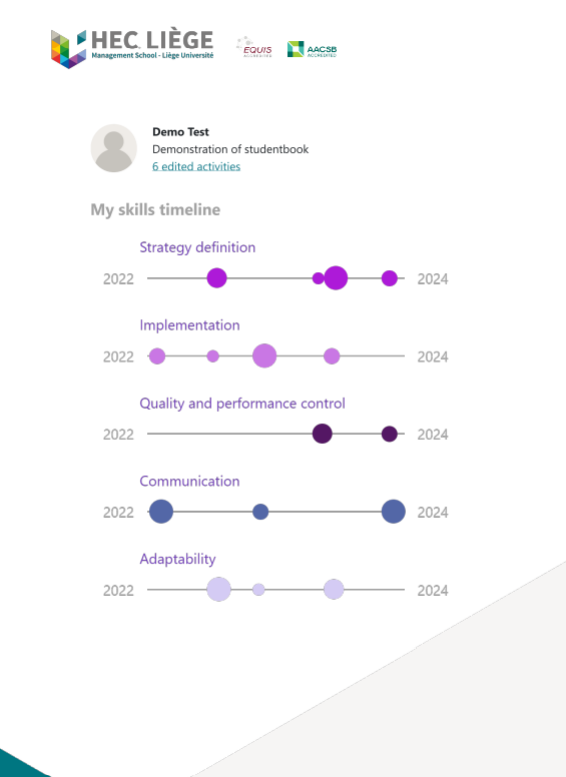 HEC LIÈGE
Management School - Liège Université
EQUIS
ACCREDITED
AACSB
ACCREDITED
Demo Test
Demonstration of studentbook
6 edited activities
My skills timeline
Strategy definition
2022 2024
Implementation
2022 2024
Quality and performance control
2022 2024
Communication
2022 2024
Adaptability
2022 2024